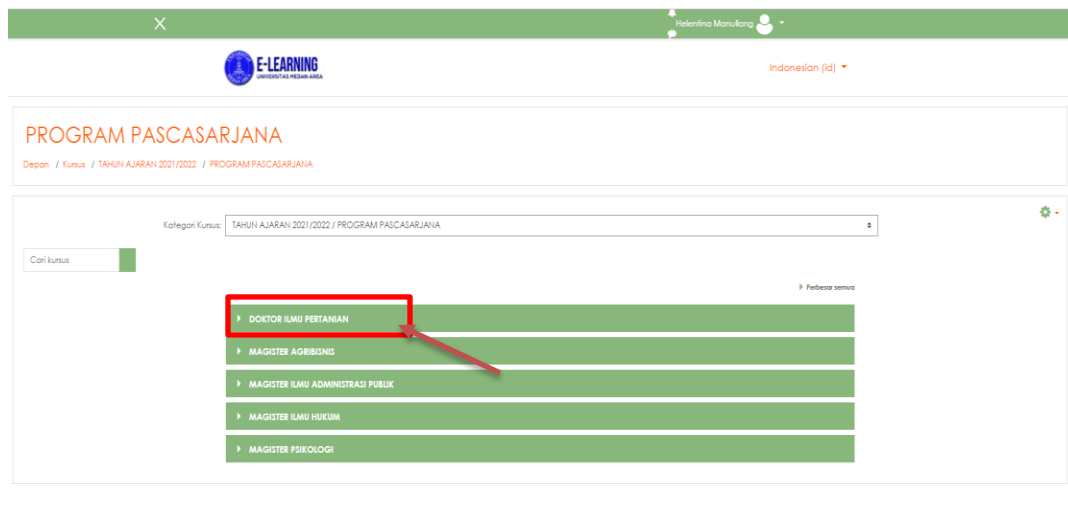 Helentina Manullang
E-LEARNING
UNIVERSITAS MEDAN AREA
Indonesian (id)
PROGRAM PASCASARJANA
Depan / Kursus / TAHUN AJARAN 2021/2022 / PROGRAM PASCASARJANA
Kategori Kursus: TAHUN AJARAN 2021/2022 / PROGRAM PASCASARJANA
Cari kursus
Perbesar semua
DOKTOR ILMU PERTANIAN
MAGISTER AGRIBISNIS
MAGISTER ILMU ADMINISTRASI PUBLIK
MAGISTER ILMU HUKUM
MAGISTER PSIKOLOGI